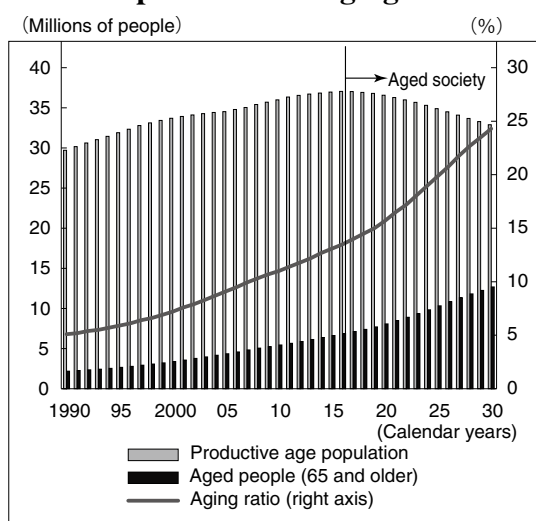 (Millions of people) (%)
40 30
Aged society
35 25
30
25 20
20 15
15
10 10
5 5
0 0
1990 95 2000 05 10 15 20 25 30
(Calendar years)
Productive age population
Aged people (65 and older)
Aging ratio (right axis)